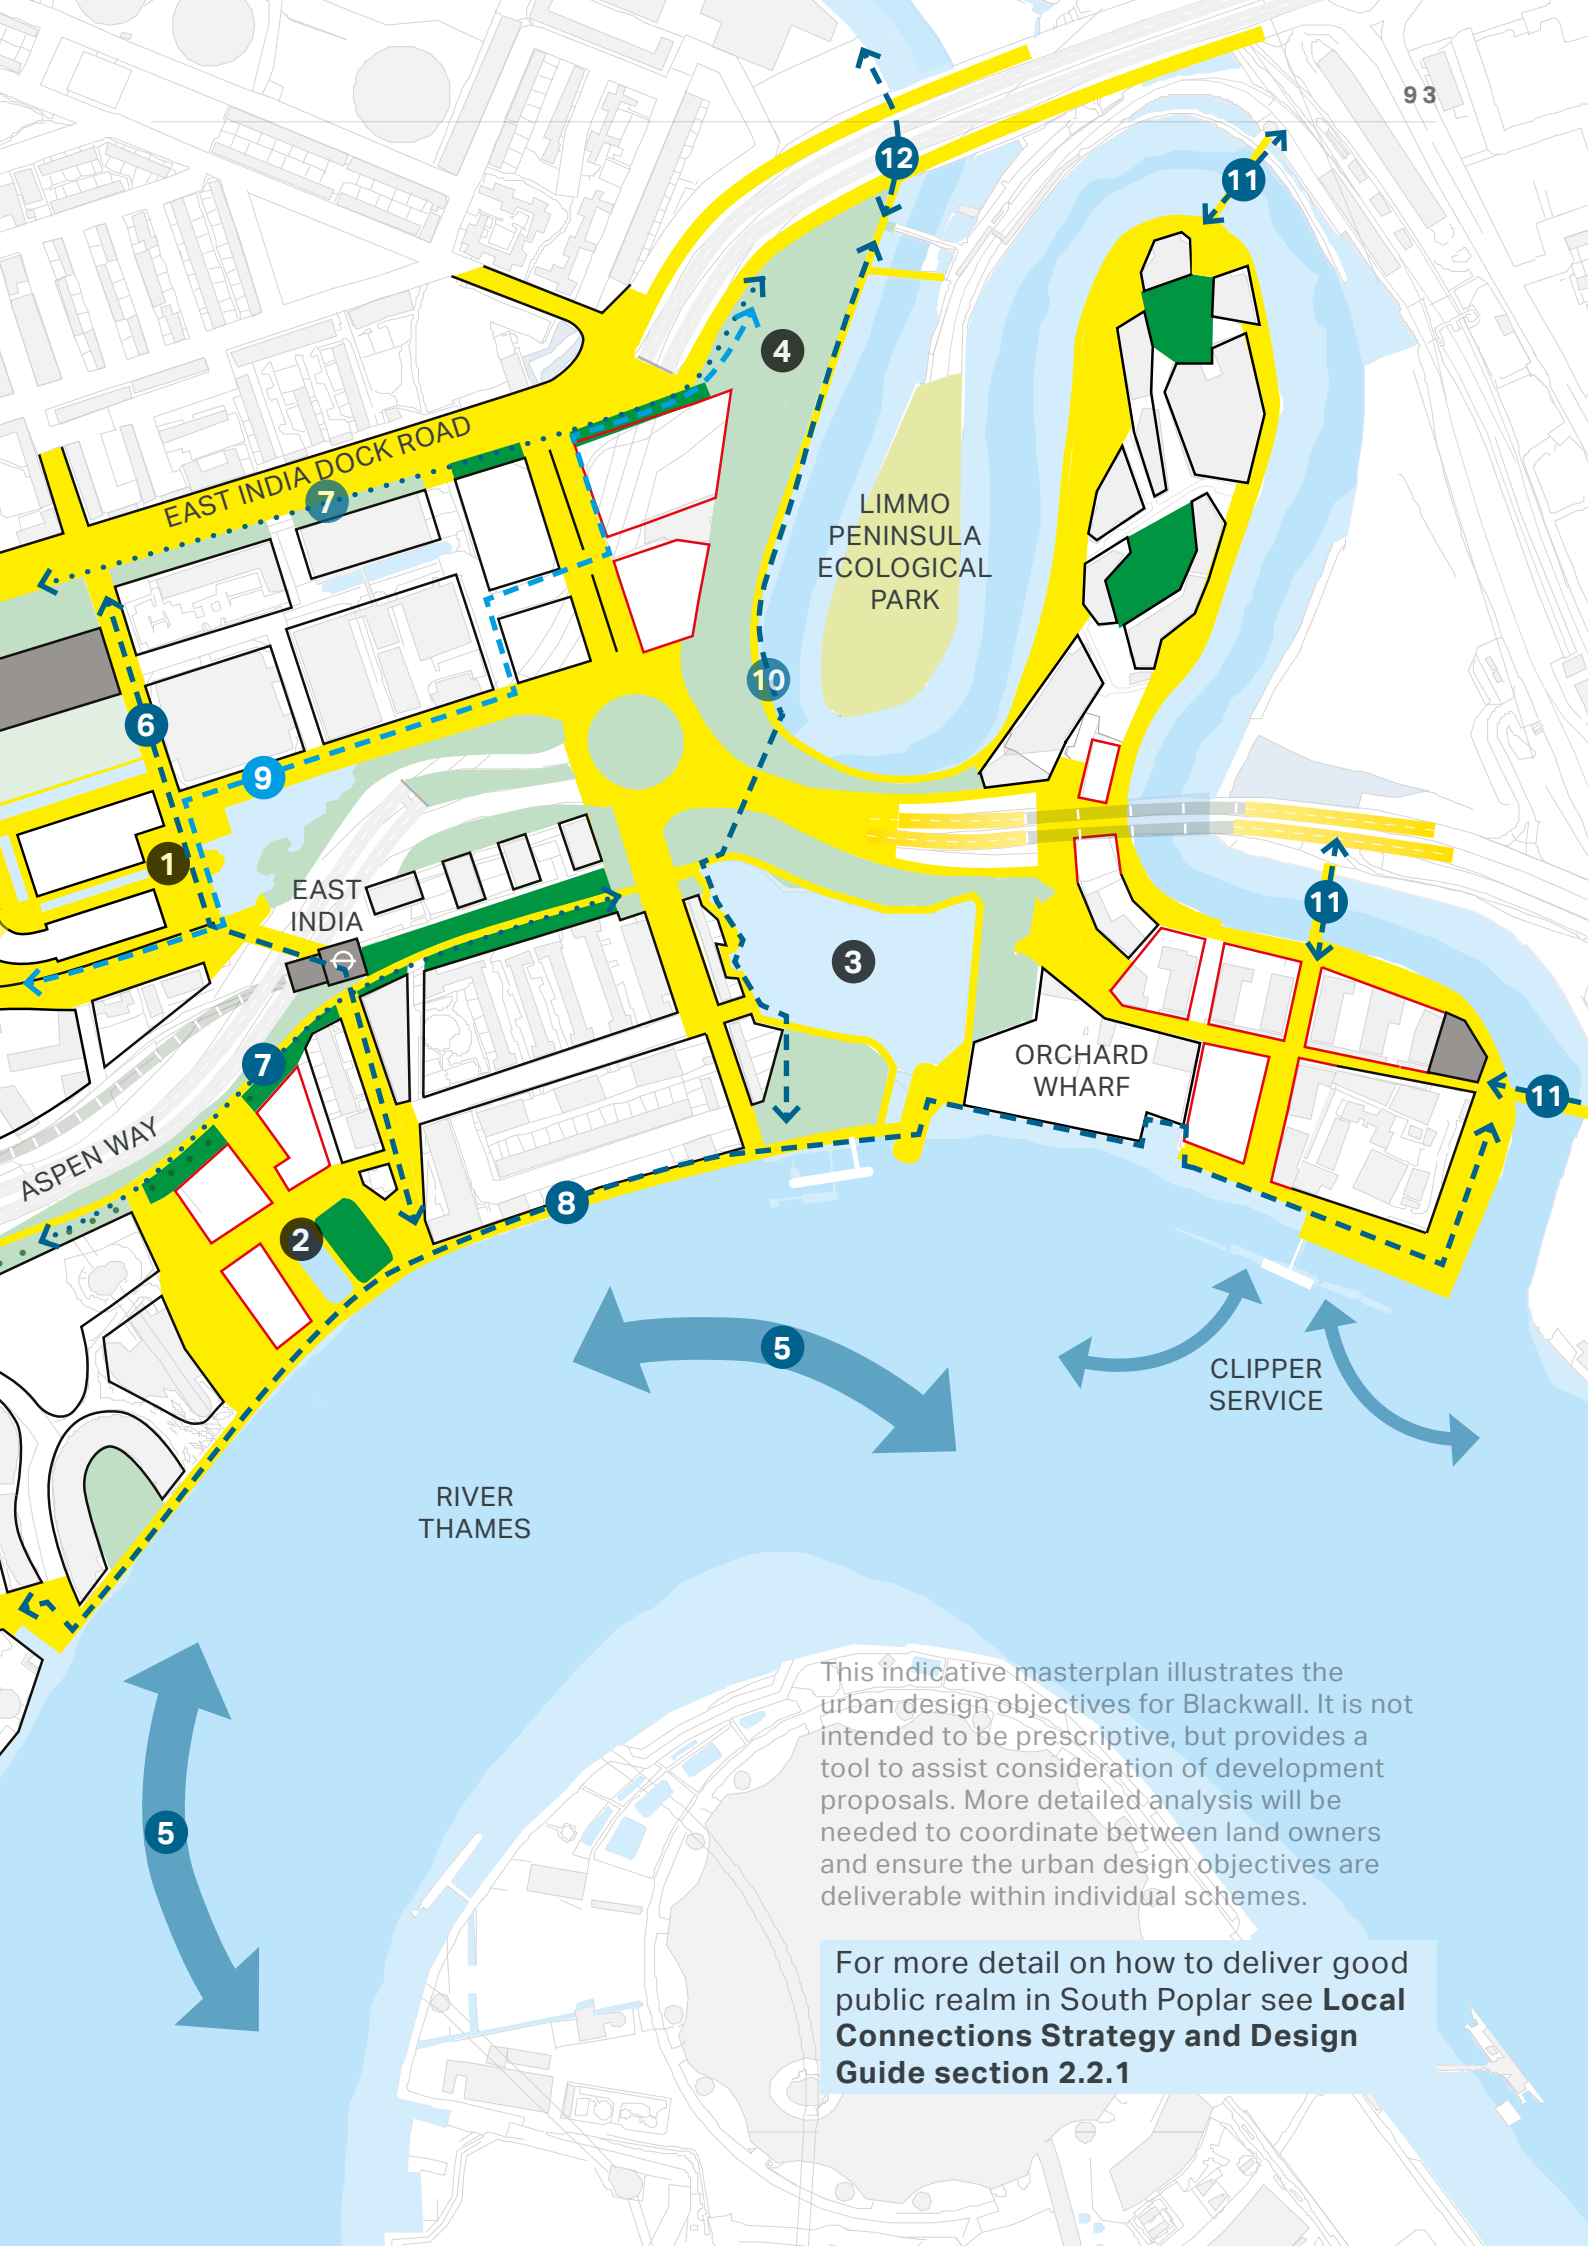 93
12
11
4
EAST INDIA DOCK ROAD
7
LIMMO
PENINSULA
ECOLOGICAL
PARK
10
6
9
1
EAST
INDIA
11
3
ORCHARD
WHARF
7
11
ASPEN WAY
8
2
5
CLIPPER
SERVICE
RIVER
THAMES
This indicative masterplan illustrates the
urban design objectives for Blackwall. It is not
intended to be prescriptive, but provides a
tool to assist consideration of development
proposals. More detailed analysis will be
needed to coordinate between land owners
and ensure the urban design objectives are
deliverable within individual schemes.
5
For more detail on how to deliver good
public realm in South Poplar see Local
Connections Strategy and Design
Guide section 2.2.1